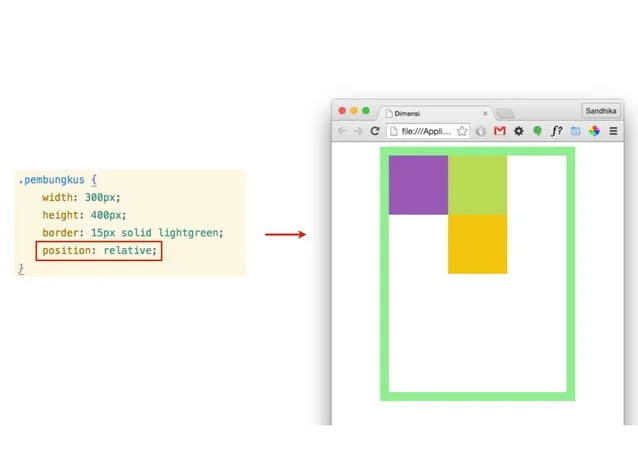 .pembungkus {
width: 300px;
height: 400px;
border: 15px solid lightgreen;
position: relative;
}
Dimensi
Sandhika
file:///Appli...
f?